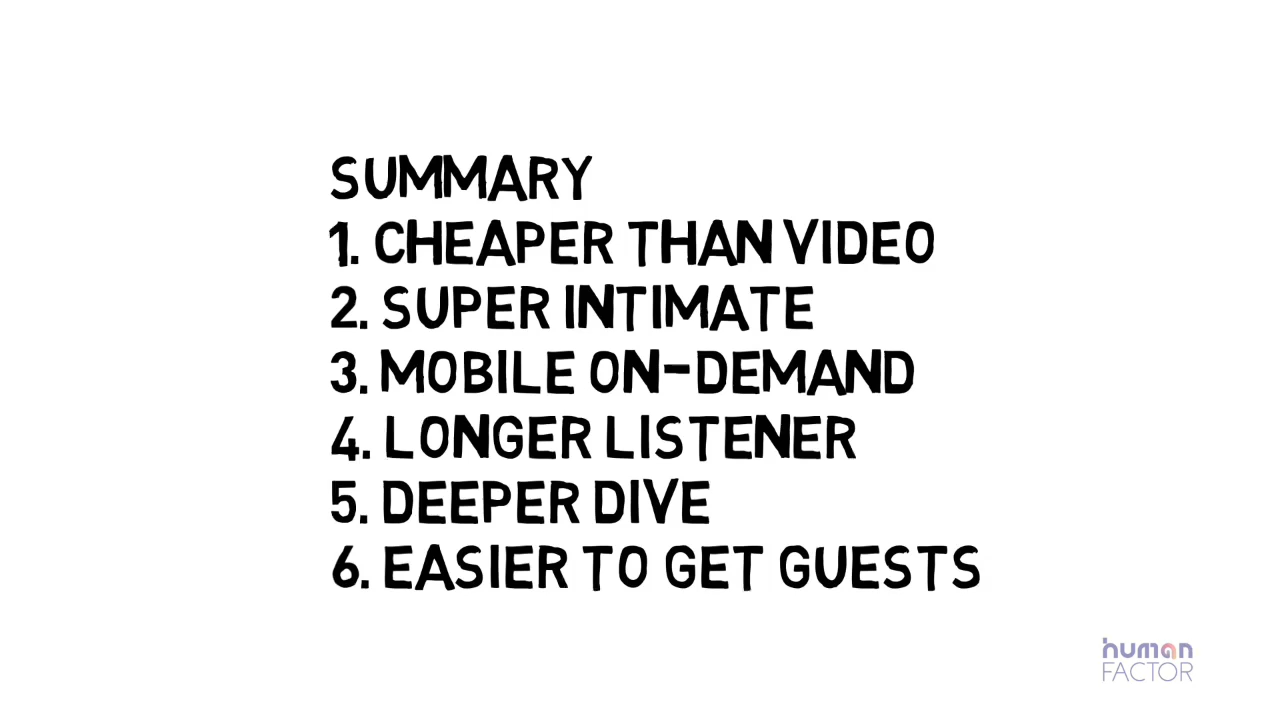 SUMMARY
1. CHEAPER THAN VIDEO
2. SUPER INTIMATE
3. MOBILE ON-DEMAND
4. LONGER LISTENER
5. DEEPER DIVE
6. EASIER TO GET GUESTS
human
FACTOR